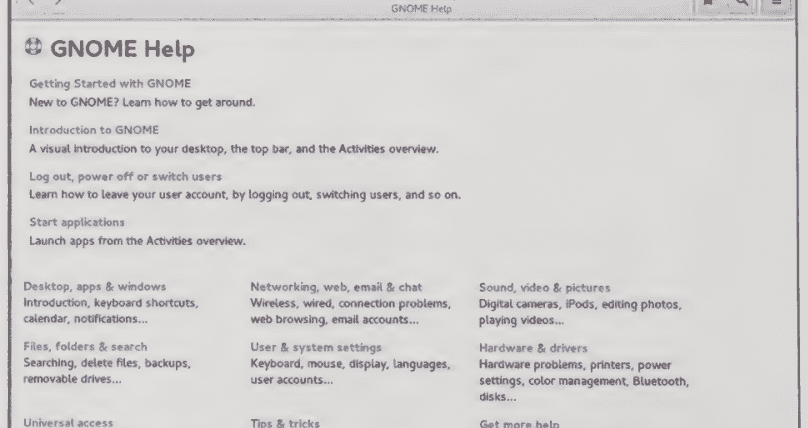 GNOME Help
GNOME Help
Getting Started with GNOME
New to GNOME? Learn how to get around.
Introduction to GNOME
A visual introduction to your desktop, the top bar, and the Activities overview.
Log out, power off or switch users
Learn how to leave your user account, by logging out, switching users, and so on.
Start applications
Launch apps from the Activities overview.
Desktop, apps & windows
Introduction, keyboard shortcuts,
calendar, notifications...
Networking, web, email & chat
Wireless, wired, connection problems,
web browsing, email accounts...
Sound, video & pictures
Digital cameras, iPods, editing photos,
playing videos...
Files, folders & search
Searching, delete files, backups,
removable drives...
User & system settings
Keyboard, mouse, display, languages,
user accounts...
Hardware & drivers
Hardware problems, printers, power
settings, color management, Bluetooth,
disks...
Universal access
Tips & tricks
Get more help